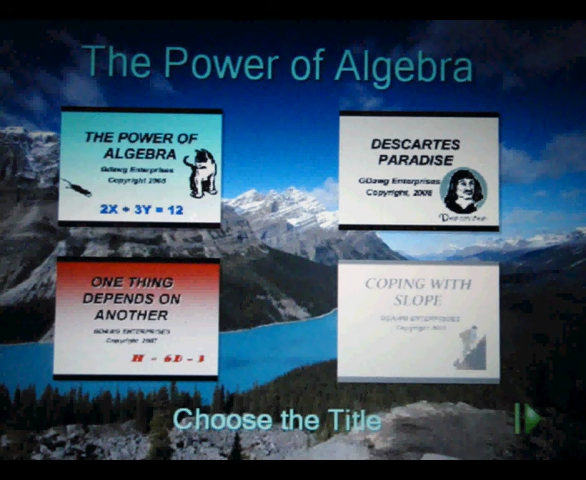 The Power of Algebra
THE POWER OF
ALGEBRA
Gdawg Enterprises
Copyright 2008
2X + 3Y = 12
DESCARTES
PARADISE
GDawg Enterprises
Copyright, 2008
Descartes
ONE THING
DEPENDS ON
ANOTHER
GDAWG ENTERPRISES
Copyright 2007
H = 6D - 3
COPING WITH
SLOPE
GDAWG ENTERPRISES
Copyright
Choose the Title